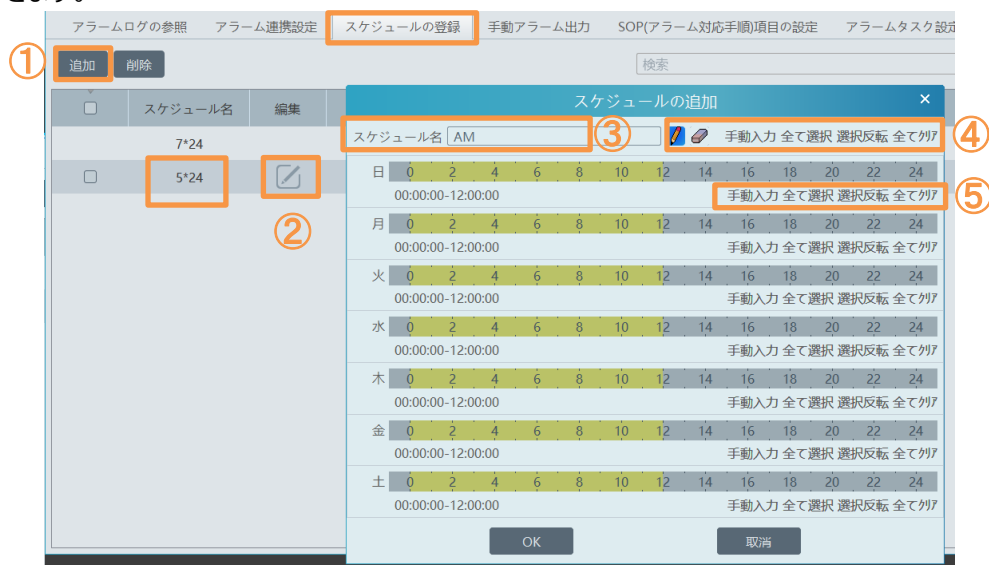 きます。
アラームログの参照 アラーム連携設定 スケジュールの登録 手動アラーム出力 SOP(アラーム対応手順)項目の設定 アラームタスク設定
① 追加 削除 検索
スケジュール名 編集
スケジュールの追加 ×
スケジュール名 AM ③ 手動入力 全て選択 選択反転 全てクリア ④
7*24
5*24
②
日 0 2 4 6 8 10 12 14 16 18 20 22 24
00:00:00-12:00:00 手動入力 全て選択 選択反転 全てクリア ⑤
月 0 2 4 6 8 10 12 14 16 18 20 22 24
00:00:00-12:00:00 手動入力 全て選択 選択反転 全てクリア
火 0 2 4 6 8 10 12 14 16 18 20 22 24
00:00:00-12:00:00 手動入力 全て選択 選択反転 全てクリア
水 0 2 4 6 8 10 12 14 16 18 20 22 24
00:00:00-12:00:00 手動入力 全て選択 選択反転 全てクリア
木 0 2 4 6 8 10 12 14 16 18 20 22 24
00:00:00-12:00:00 手動入力 全て選択 選択反転 全てクリア
金 0 2 4 6 8 10 12 14 16 18 20 22 24
00:00:00-12:00:00 手動入力 全て選択 選択反転 全てクリア
土 0 2 4 6 8 10 12 14 16 18 20 22 24
00:00:00-12:00:00 手動入力 全て選択 選択反転 全てクリア
OK 取消